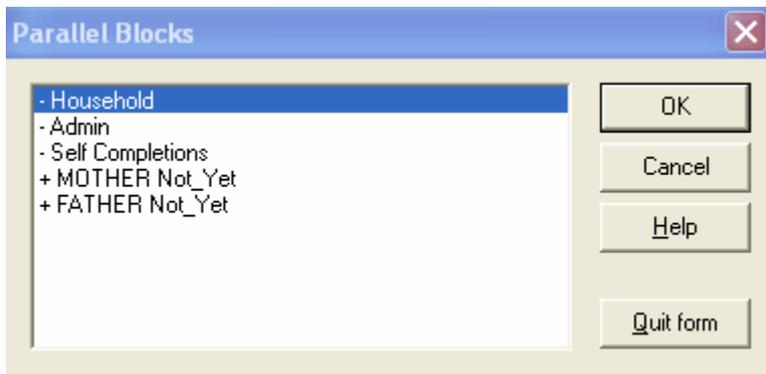 Parallel Blocks
- Household
- Admin
- Self Completions
+ MOTHER Not_Yet
+ FATHER Not_Yet
OK
Cancel
Help
Quit form